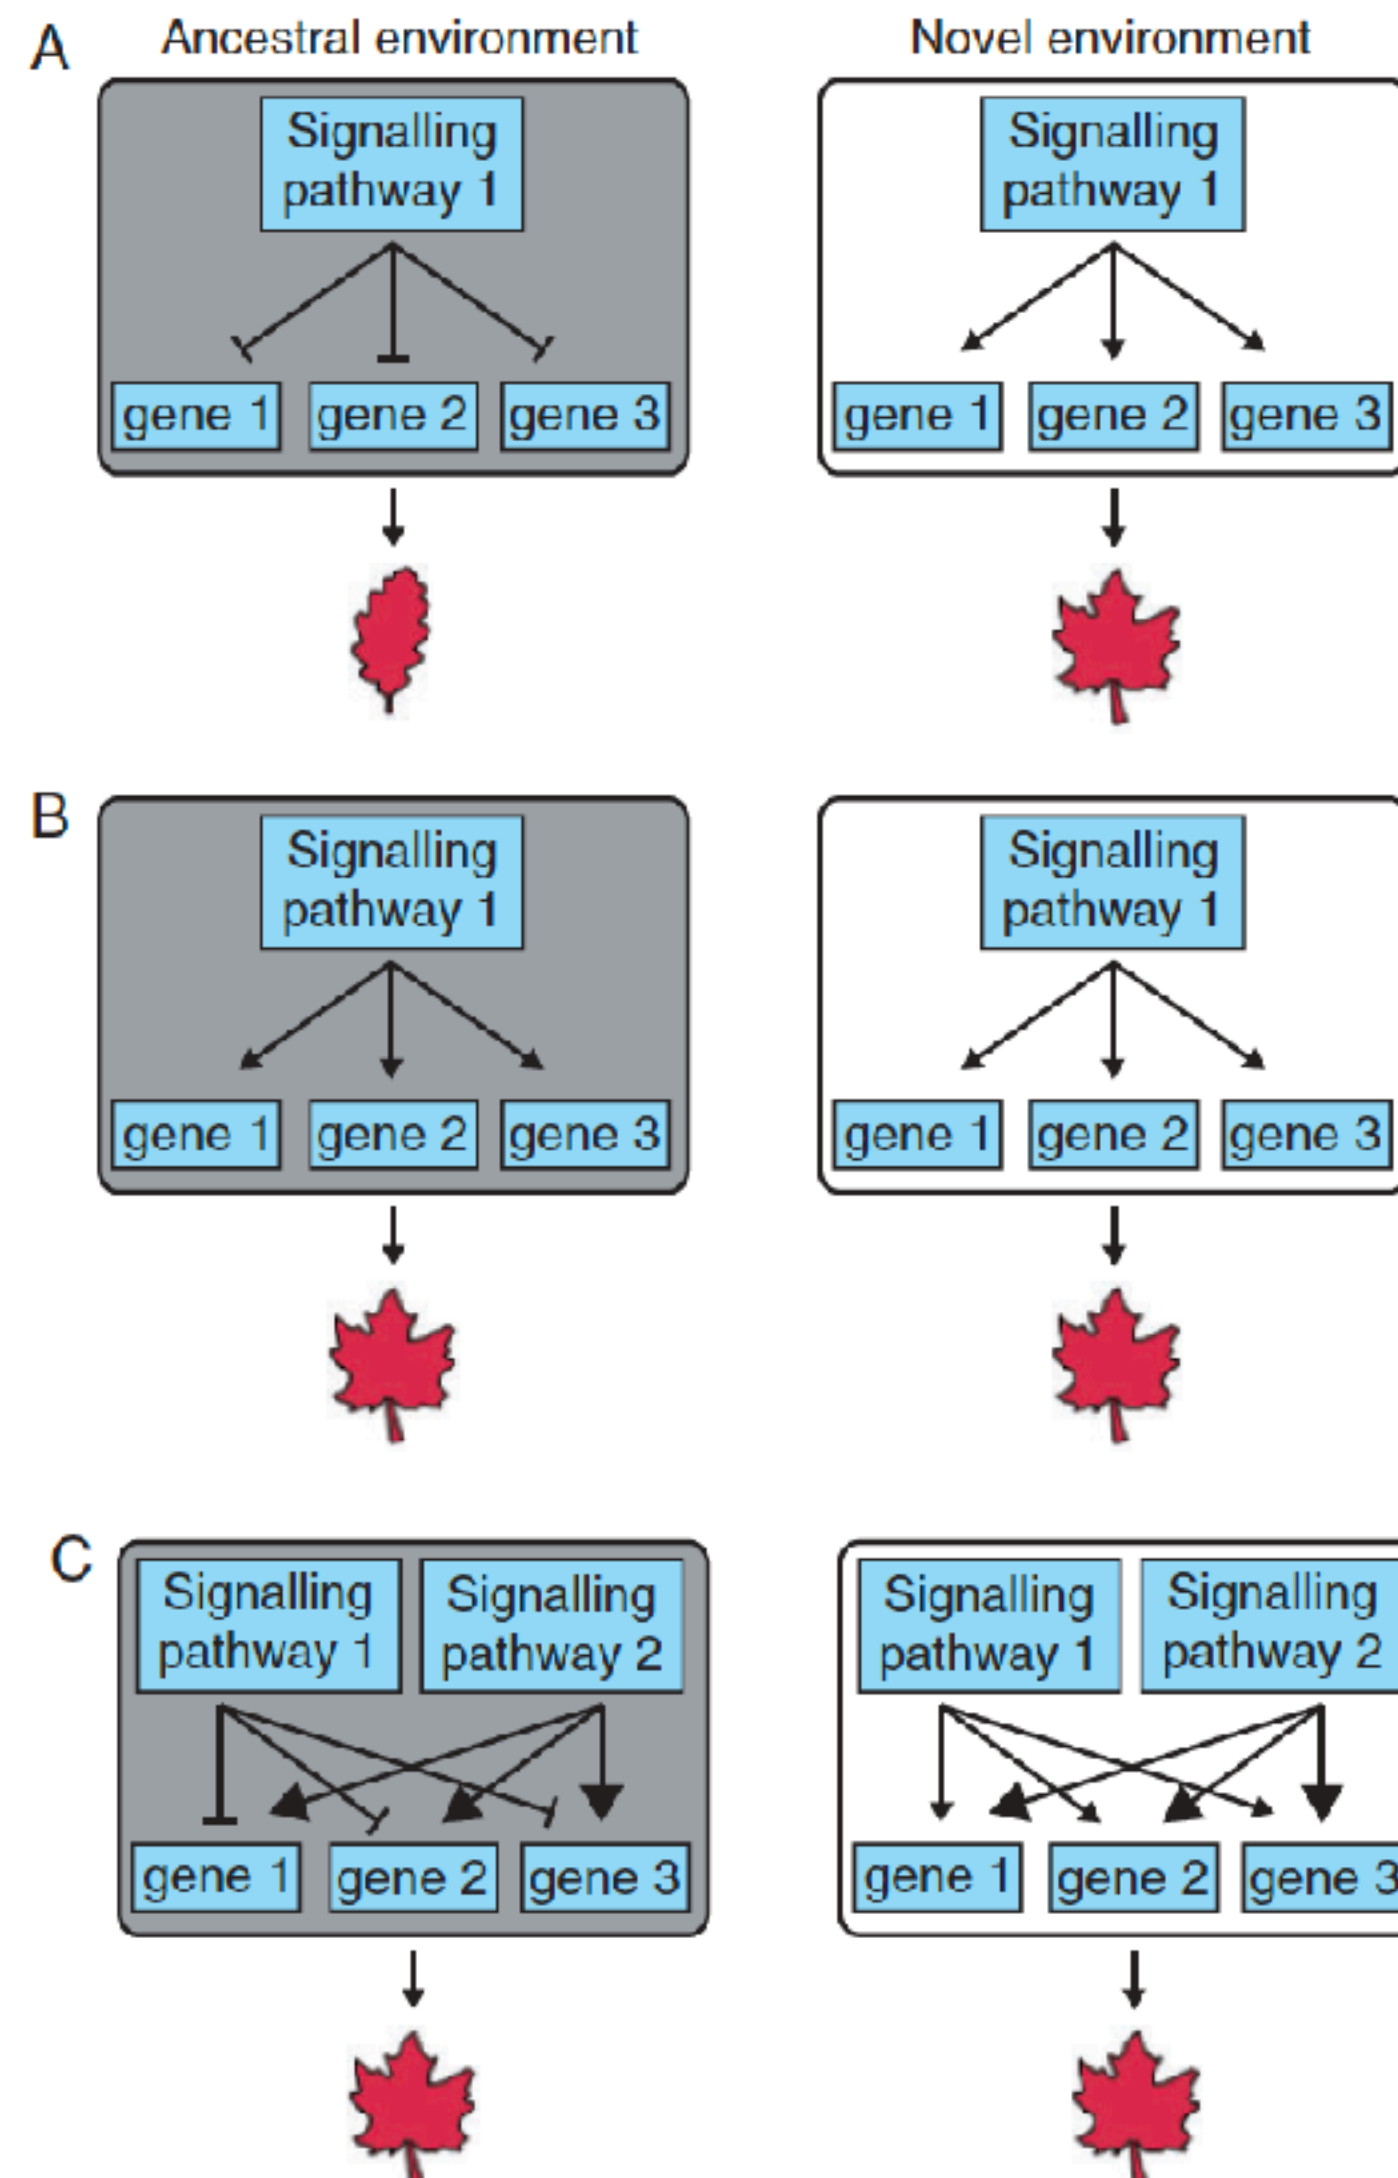 A
Ancestral environment
Novel environment
Signalling
pathway 1
Signalling
pathway 1
gene 1
gene 2
gene 3
gene 1
gene 2
gene 3
B
Signalling
pathway 1
Signalling
pathway 1
gene 1
gene 2
gene 3
gene 1
gene 2
gene 3
C
Signalling
pathway 1
Signalling
pathway 2
Signalling
pathway 1
Signalling
pathway 2
gene 1
gene 2
gene 3
gene 1
gene 2
gene 3